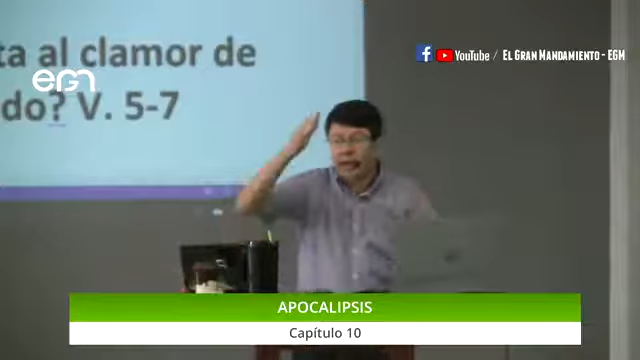 ta al clamor de
do? V. 5-7
egm
YouTube / El Gran Mandamiento - EGM
APOCALIPSIS
Capítulo 10